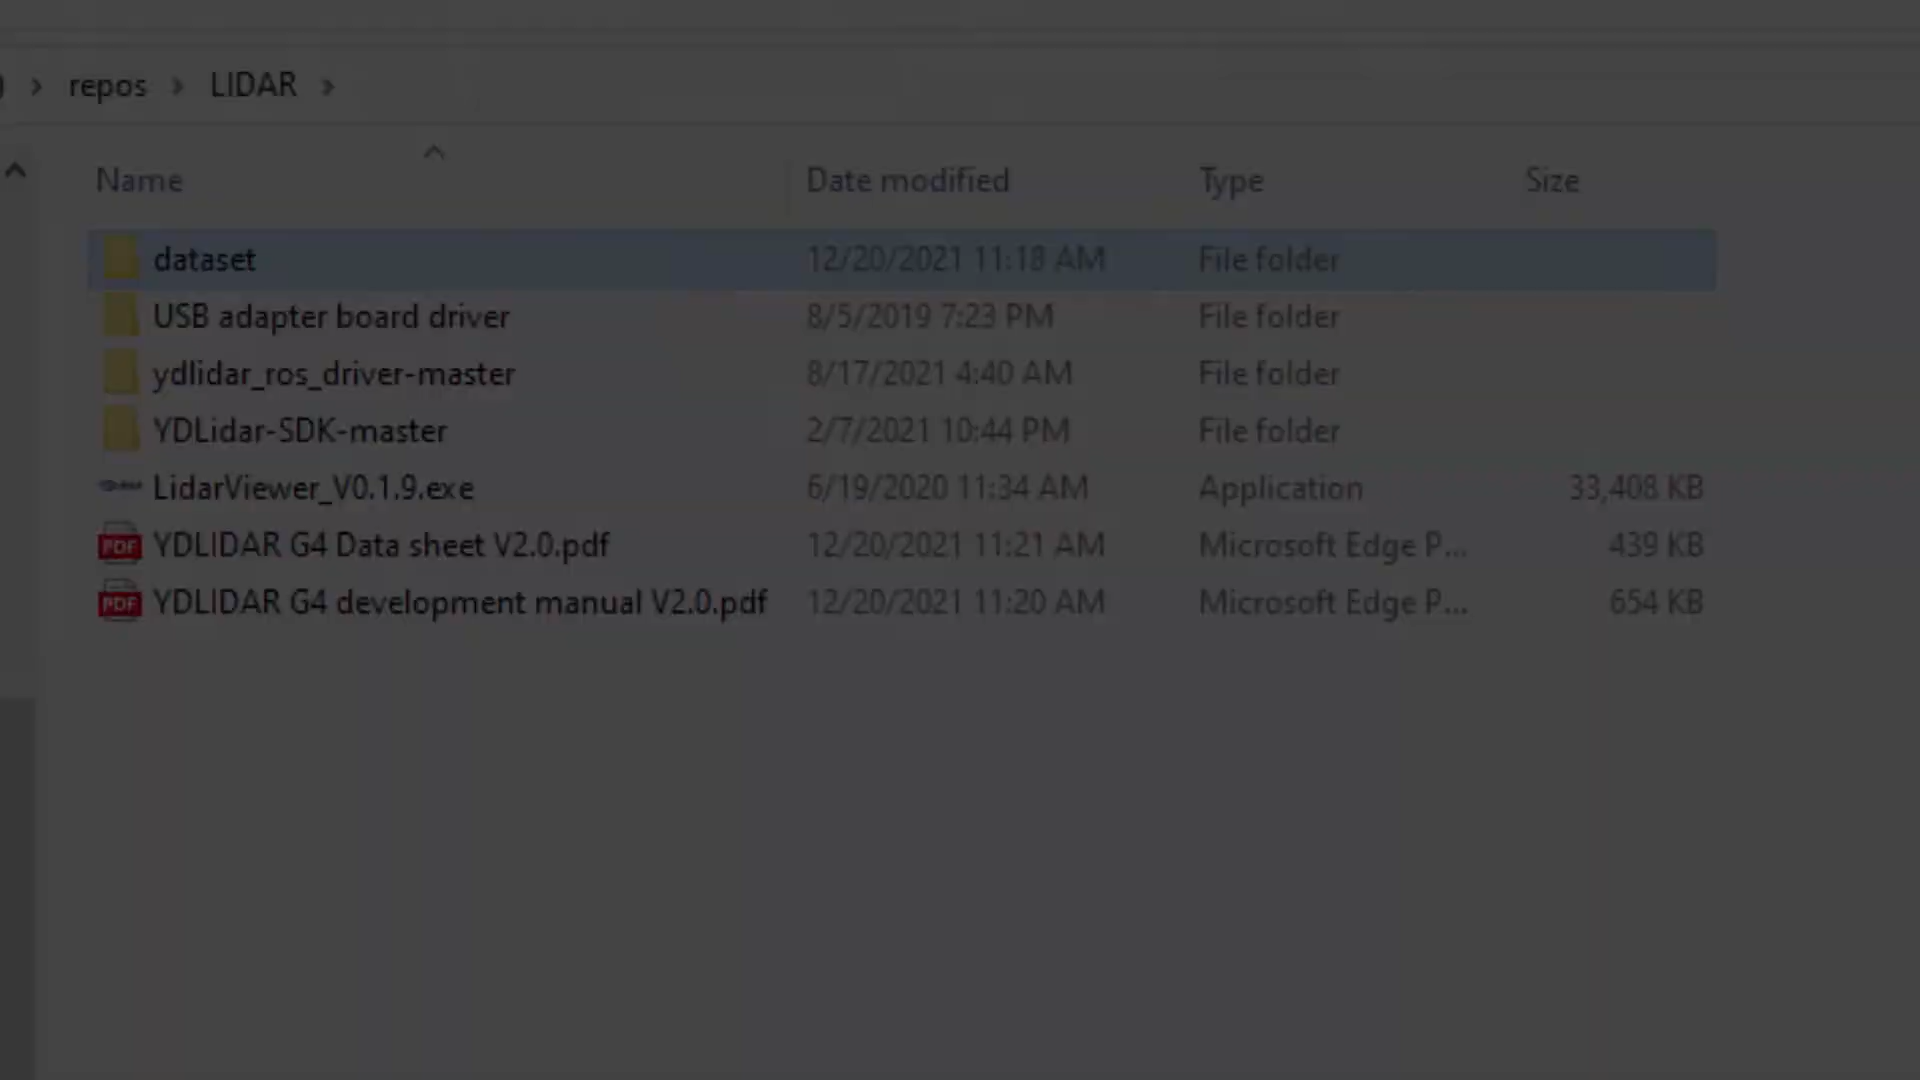 repos LIDAR
Name Date modified Type Size
dataset 12/20/2021 11:18 AM File folder
USB adapter board driver 8/5/2019 7:23 PM File folder
ydlidar_ros_driver-master 8/17/2021 4:40 AM File folder
YDLidar-SDK-master 2/7/2021 10:44 PM File folder
LidarViewer_V0.1.9.exe 6/19/2020 11:34 AM Application 33,408 KB
PDF YDLIDAR G4 Data sheet V2.0.pdf 12/20/2021 11:21 AM Microsoft Edge P... 439 KB
PDF YDLIDAR G4 development manual V2.0.pdf 12/20/2021 11:20 AM Microsoft Edge P... 654 KB